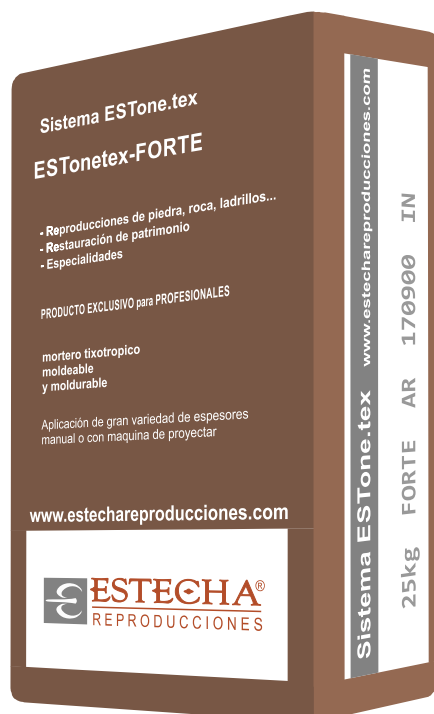 Sistema ESTone.tex
ESTonetex-FORTE
- Reproducciones de piedra, roca, ladrillos...
- Restauración de patrimonio
- Especialidades
PRODUCTO EXCLUSIVO para PROFESIONALES
mortero tixotropico
moldeable
y moldurable
Aplicación de gran variedad de espesores
manual o con maquina de proyectar
www.estechareproducciones.com
ESTECHA®
REPRODUCCIONES
Sistema ESTone.tex www.estechareproducciones.com
25kg FORTE AR 170900 IN